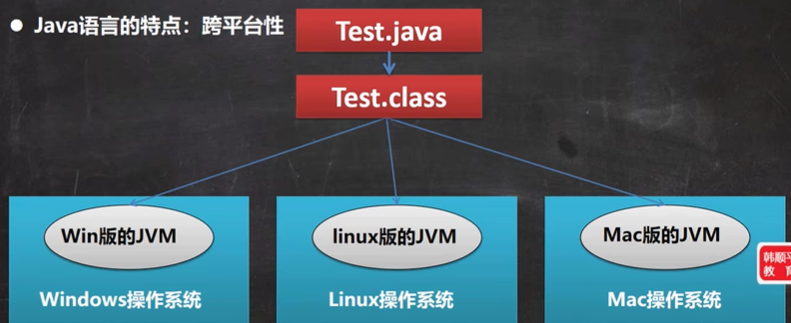 ● Java语言的特点：跨平台性
Test.java
Test.class
Win版的JVM
linux版的JVM
Mac版的JVM
Windows操作系统
Linux操作系统
Mac操作系统
韩顺平
教 育